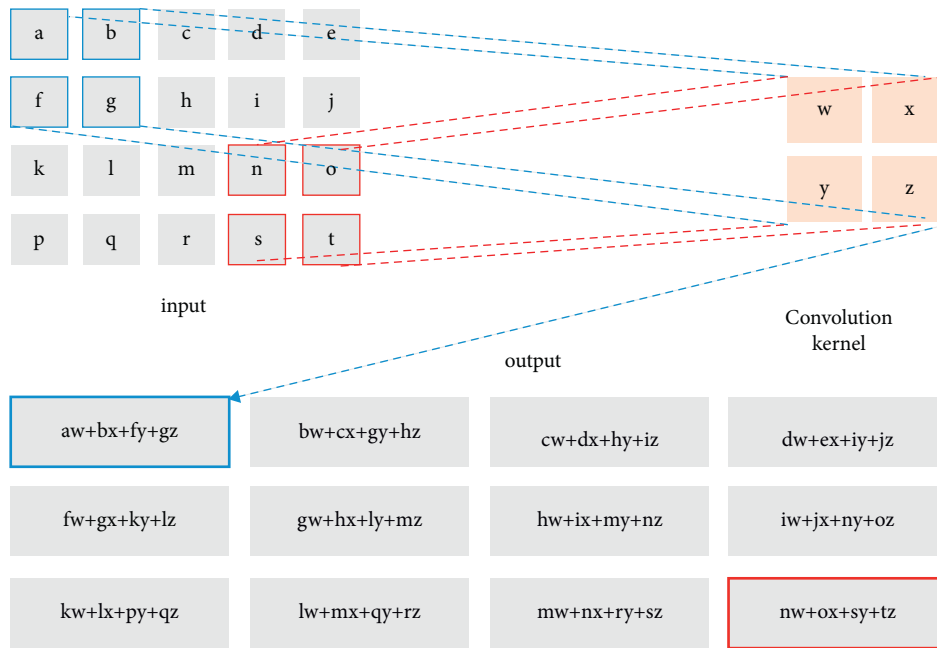 a b c d e
f g h i j
w x
k l m n o
y z
p q r s t
input
Convolution
kernel
output
aw+bx+fy+gz bw+cx+gy+hz cw+dx+hy+iz dw+ex+iy+jz
fw+gx+ky+lz gw+hx+ly+mz hw+ix+my+nz iw+jx+ny+oz
kw+lx+py+qz lw+mx+qy+rz mw+nx+ry+sz nw+ox+sy+tz